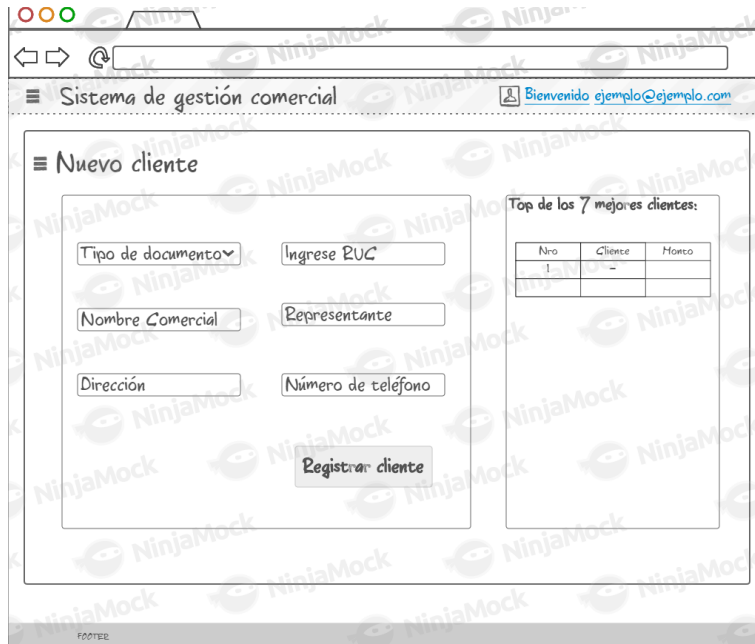 Sistema de gestión comercial
Bienvenido ejemplo@ejemplo.com
Nuevo cliente
Tipo de documento
Ingrese RUC
Nombre Comercial
Representante
Dirección
Número de teléfono
Registrar cliente
Top de los 7 mejores clientes:
Nro Cliente Monto
1 -
FOOTER
NinjaMock